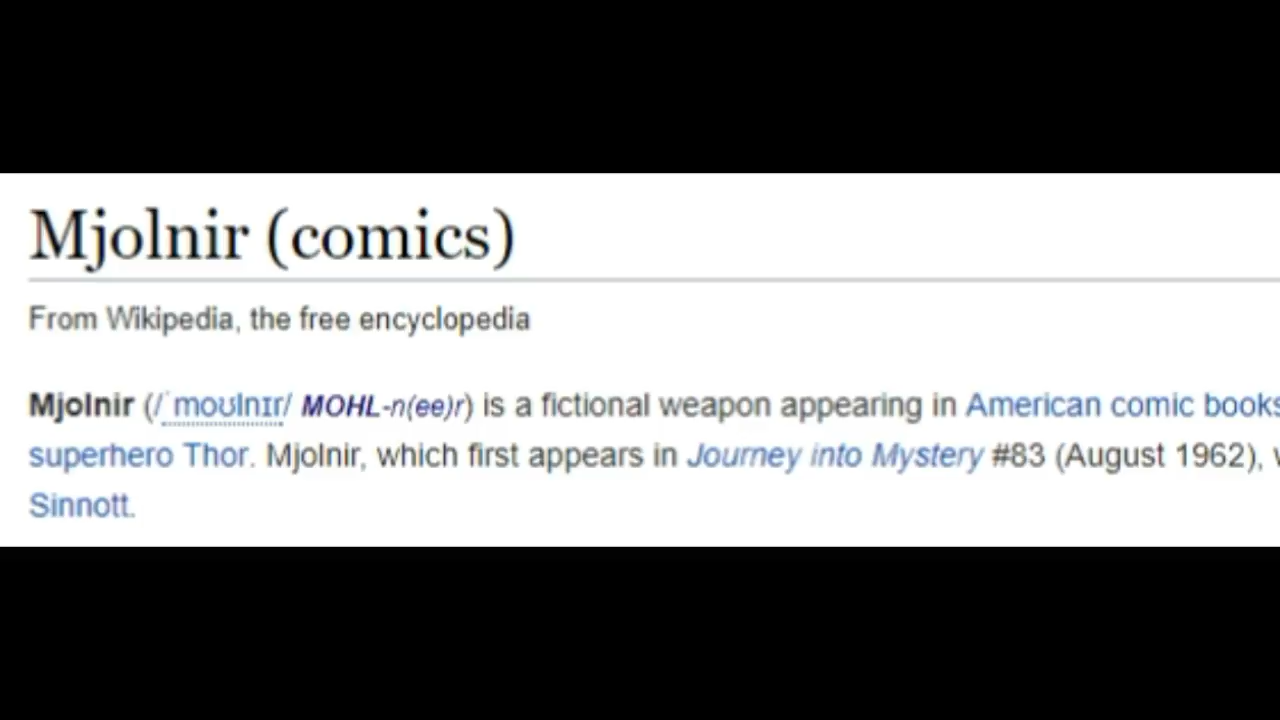 Mjolnir (comics)
From Wikipedia, the free encyclopedia
Mjolnir (/ˈmoʊlnɪr/ MOHL-n(ee)r) is a fictional weapon appearing in American comic books
superhero Thor. Mjolnir, which first appears in Journey into Mystery #83 (August 1962),
Sinnott.